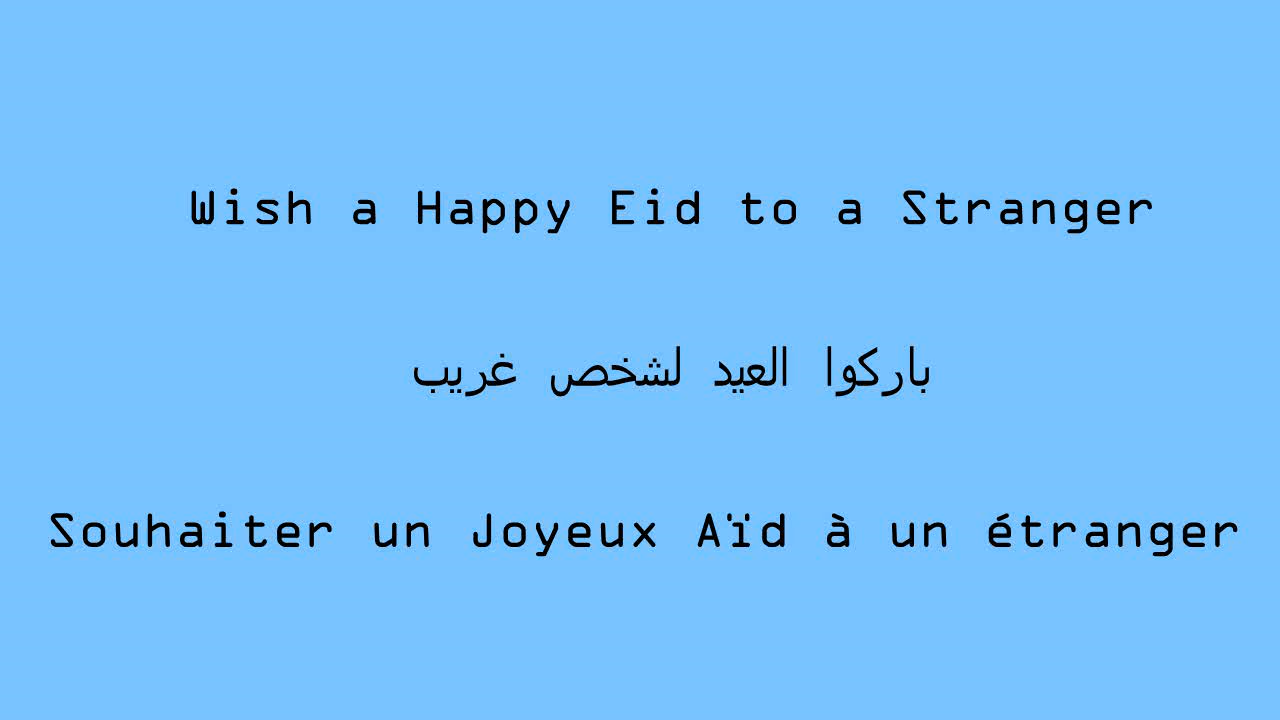 Wish a Happy Eid to a Stranger
باركوا العيد لشخص غريب
Souhaiter un Joyeux Aïd à un étranger